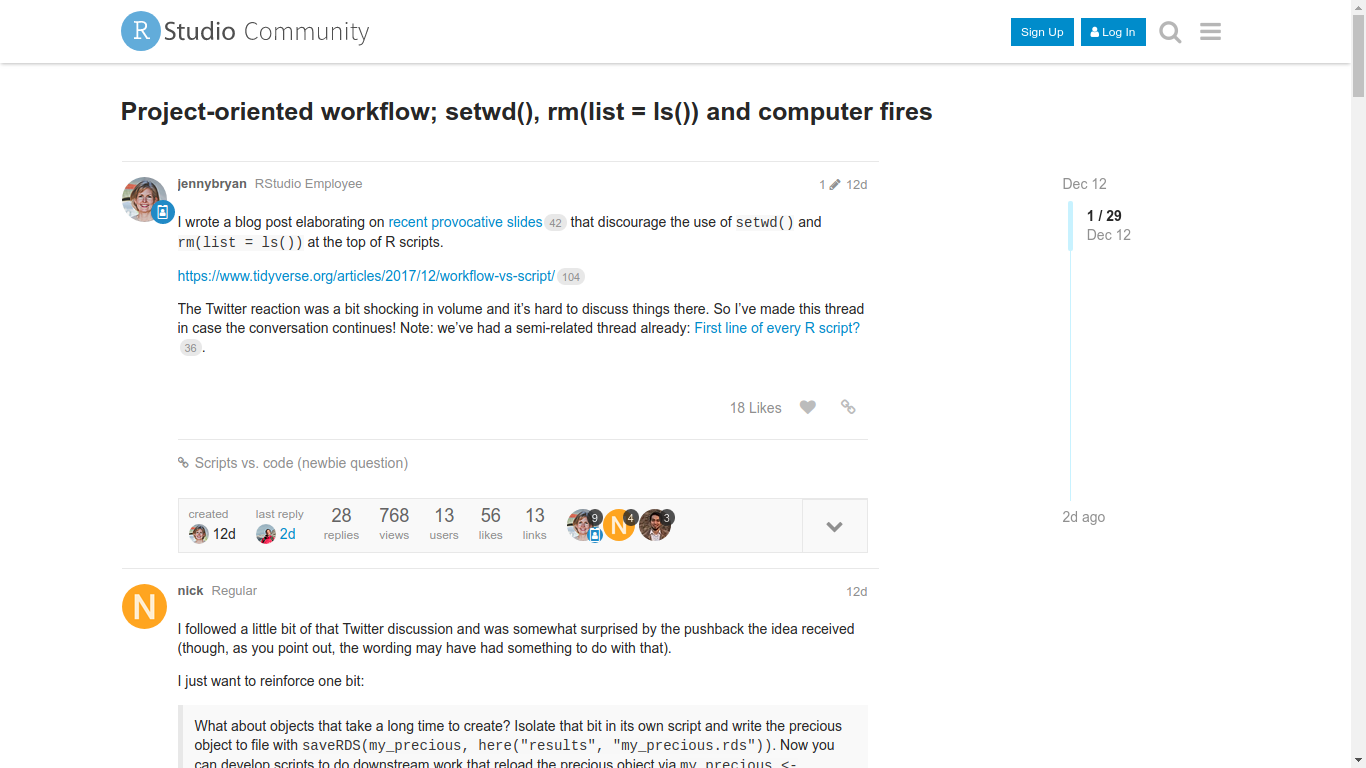 R Studio Community
Sign Up
Log In
Project-oriented workflow; setwd(), rm(list = ls()) and computer fires
jennybryan RStudio Employee
1 12d
I wrote a blog post elaborating on recent provocative slides 42 that discourage the use of setwd() and
rm(list = ls()) at the top of R scripts.
https://www.tidyverse.org/articles/2017/12/workflow-vs-script/ 104
The Twitter reaction was a bit shocking in volume and it’s hard to discuss things there. So I’ve made this thread
in case the conversation continues! Note: we’ve had a semi-related thread already: First line of every R script?
36 .
18 Likes
Scripts vs. code (newbie question)
created
12d
last reply
2d
28
replies
768
views
13
users
56
likes
13
links
9
N 4
3
Dec 12
1 / 29
Dec 12
2d ago
N
nick Regular
12d
I followed a little bit of that Twitter discussion and was somewhat surprised by the pushback the idea received
(though, as you point out, the wording may have had something to do with that).
I just want to reinforce one bit:
What about objects that take a long time to create? Isolate that bit in its own script and write the precious
object to file with saveRDS(my_precious, here("results", "my_precious.rds")). Now you
can develop scripts to do downstream work that reload the precious object via my_precious <-